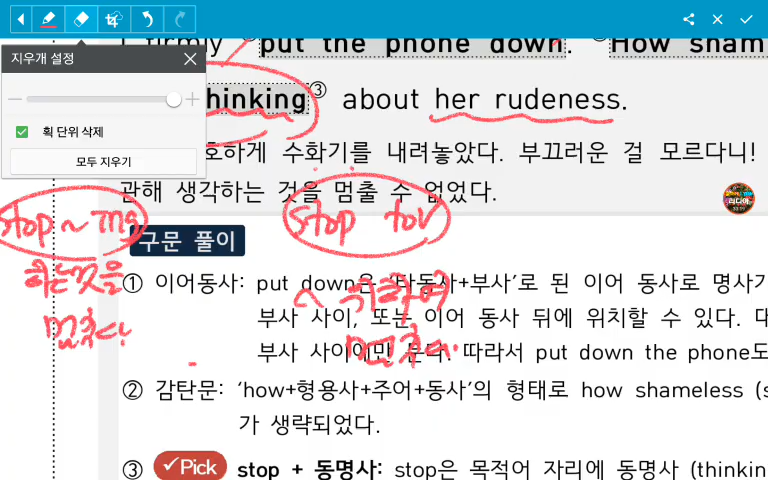 I firmly put the phone down. ②How sham
지우개 설정
hinking③ about her rudeness.
획 단위 삭제
모두 지우기
호하게 수화기를 내려놓았다. 부끄러운 걸 모르다니!
관해 생각하는 것을 멈출 수 없었다.
stop ~ ing
stop tov
하는것을
멈추다
~ 위하여
멈추다.
구문 풀이
① 이어동사: put down은 '타동사+부사'로 된 이어 동사로 명사가
부사 사이, 또는 이어 동사 뒤에 위치할 수 있다. 대
부사 사이에만 온다. 따라서 put down the phone도
② 감탄문: 'how+형용사+주어+동사'의 형태로 how shameless (s
가 생략되었다.
③ ✓Pick stop + 동명사: stop은 목적어 자리에 동명사 (thinkin